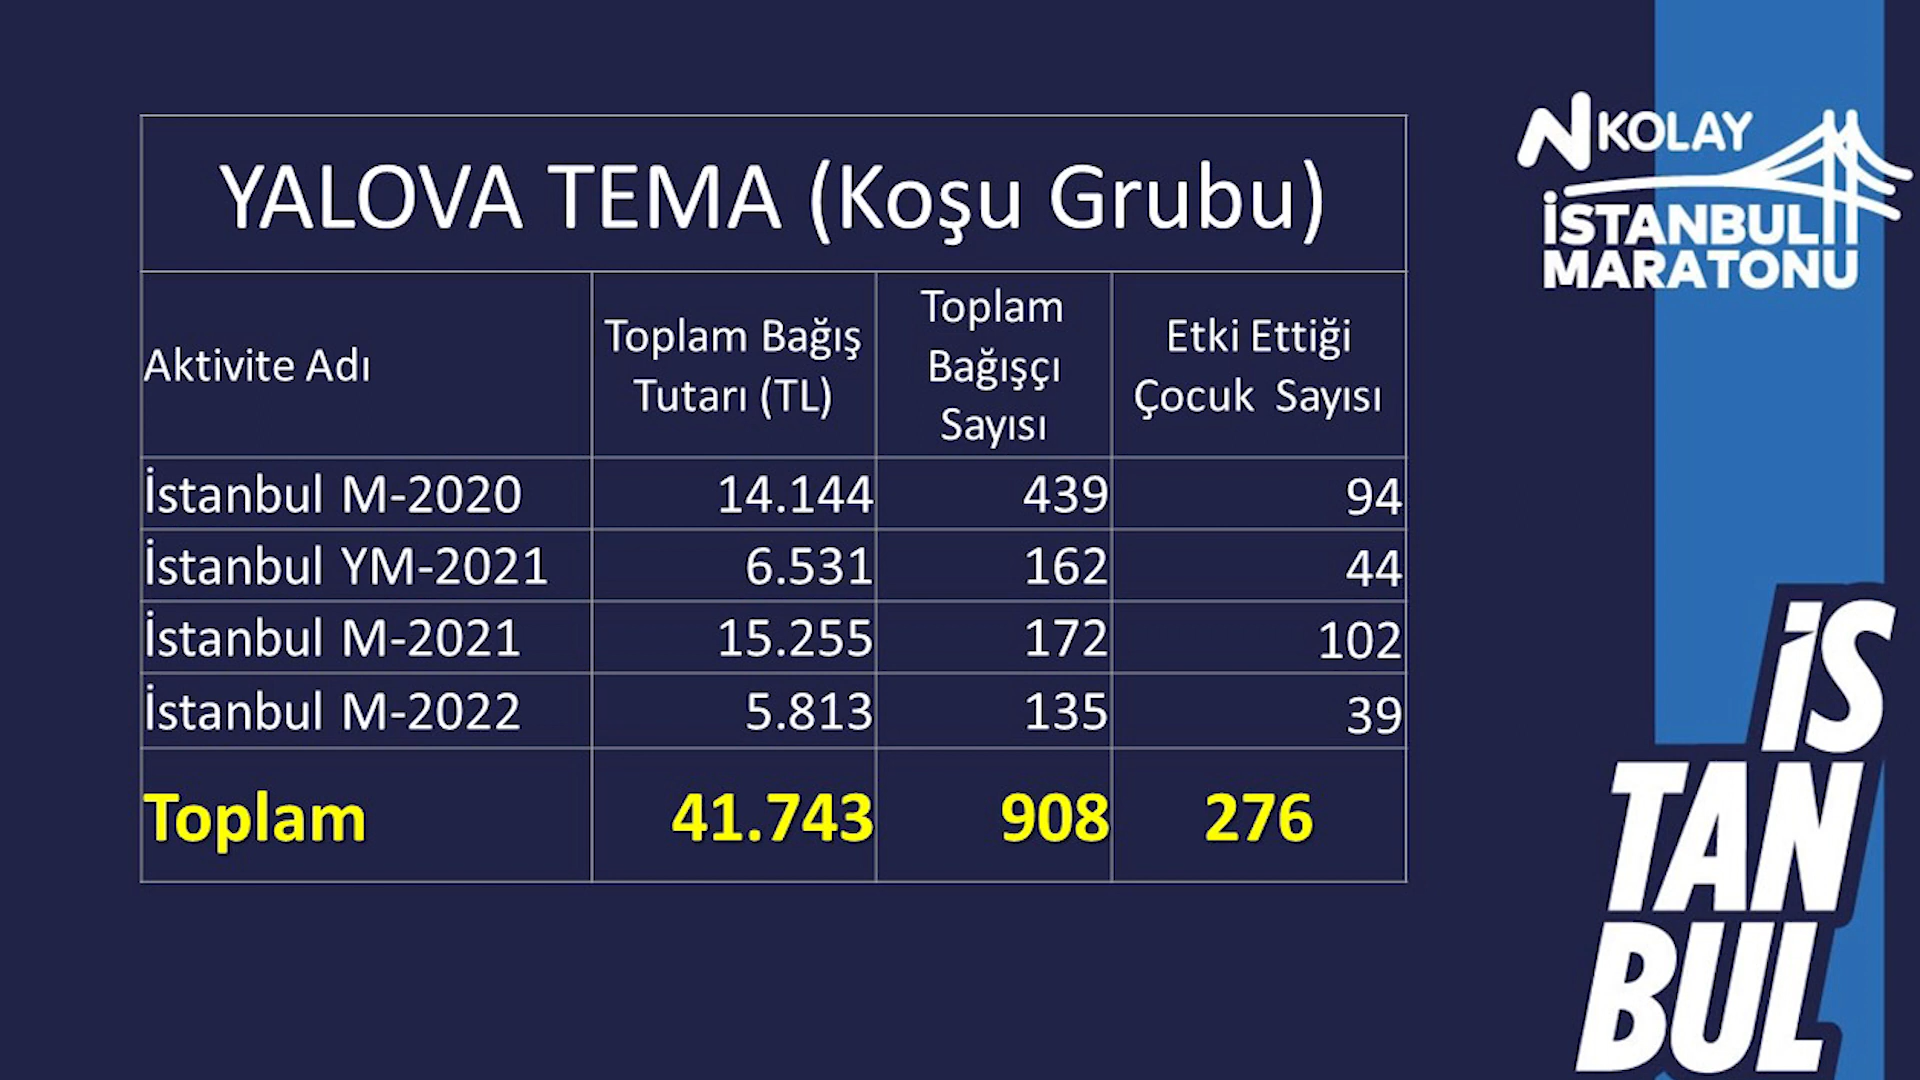 YALOVA TEMA (Koşu Grubu)
Aktivite Adı
Toplam Bağış
Tutarı (TL)
Toplam
Bağışçı
Sayısı
Etki Ettiği
Çocuk Sayısı
İstanbul M-2020 14.144 439 94
İstanbul YM-2021 6.531 162 44
İstanbul M-2021 15.255 172 102
İstanbul M-2022 5.813 135 39
Toplam 41.743 908 276
N KOLAY
İSTANBUL
MARATONU
İS
TAN
BUL